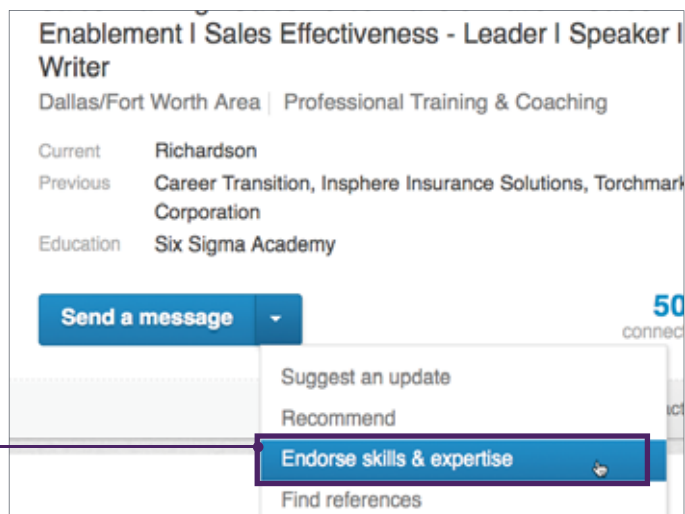 Enablement I Sales Effectiveness - Leader I Speaker I
Writer
Dallas/Fort Worth Area | Professional Training & Coaching
Current Richardson
Previous Career Transition, Insphere Insurance Solutions, Torchmark
Corporation
Education Six Sigma Academy
Send a message
50
connect
Suggest an update
Recommend
Endorse skills & expertise
Find references